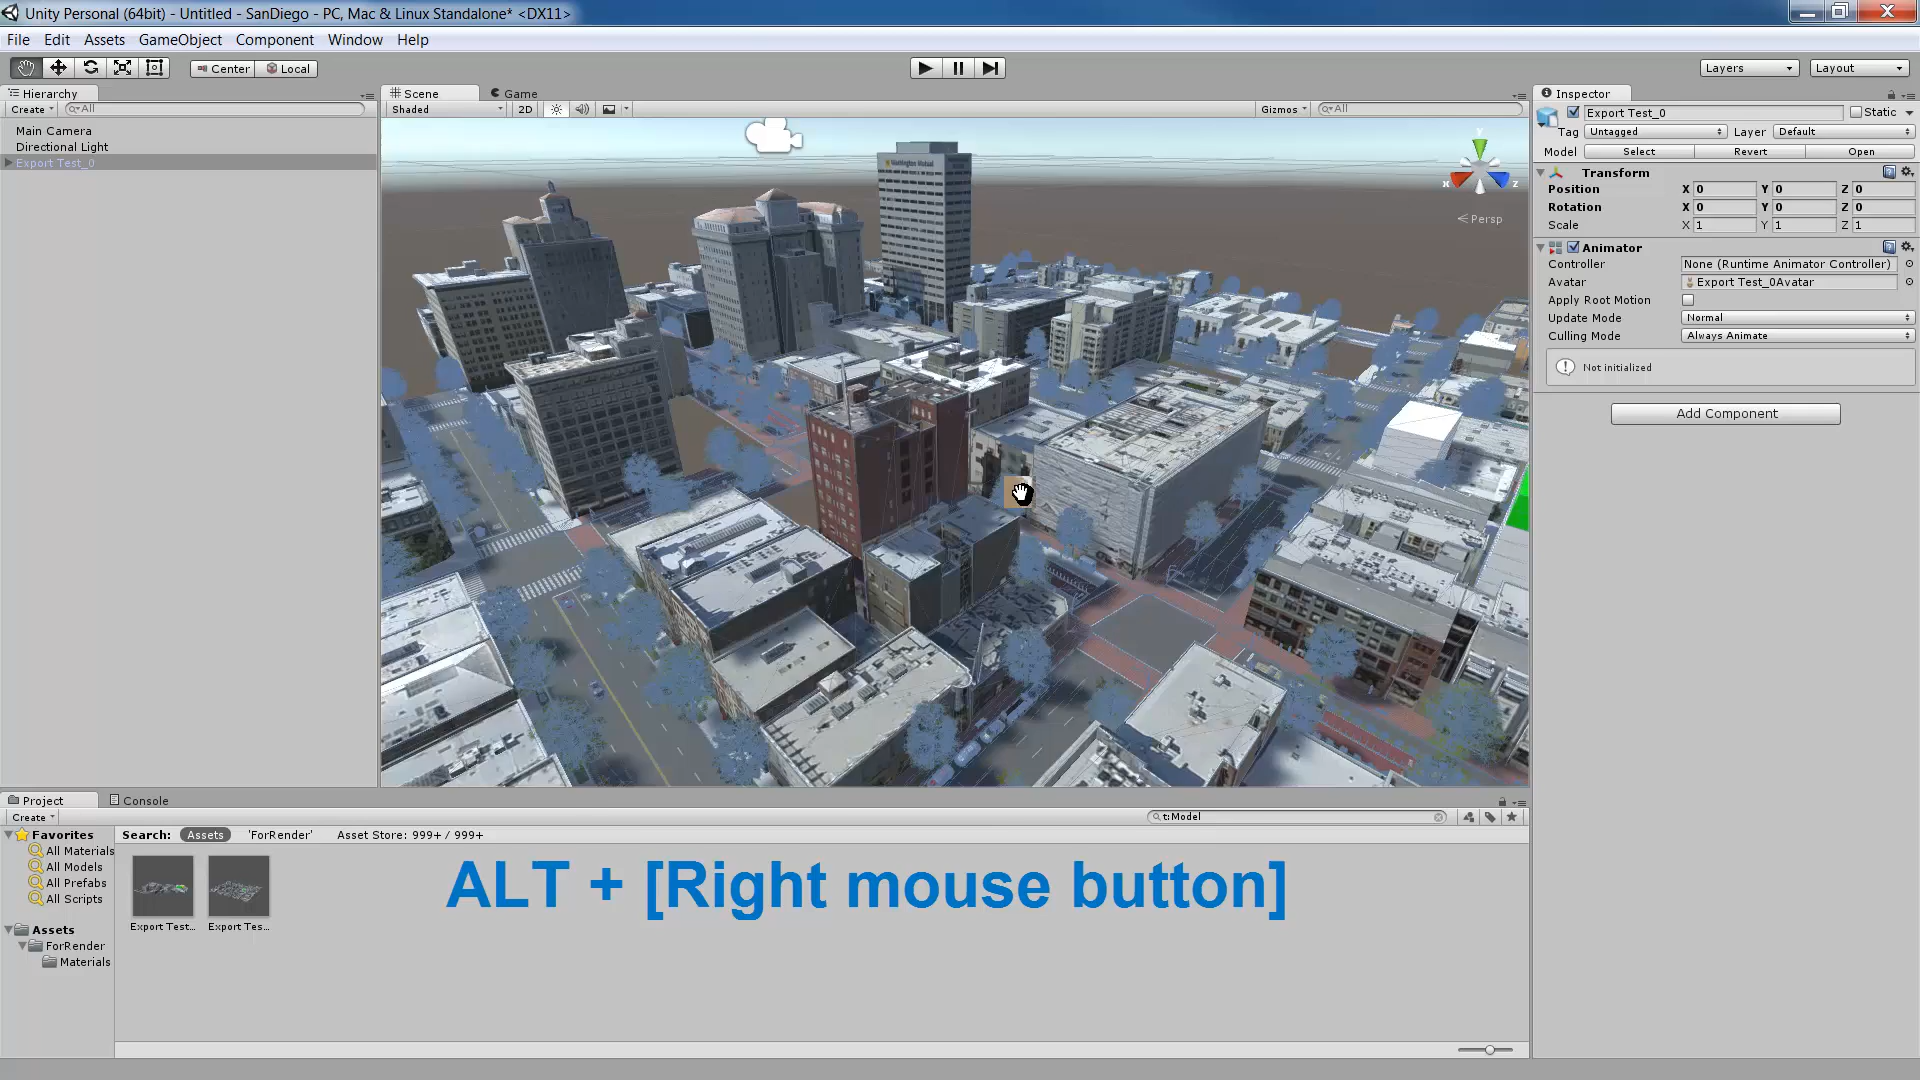 Unity Personal (64bit) - Untitled - SanDiego - PC, Mac & Linux Standalone* <DX11>
File Edit Assets GameObject Component Window Help
Center Local Layers Layout
Hierarchy
Create All
Main Camera
Directional Light
Export Test_0
Scene Game
Shaded 2D Gizmos All
Washington Mutual
y
x z
Persp
Inspector
Export Test_0 Static
Tag Untagged Layer Default
Model Select Revert Open
Transform
Position X 0 Y 0 Z 0
Rotation X 0 Y 0 Z 0
Scale X 1 Y 1 Z 1
Animator
Controller None (Runtime Animator Controller)
Avatar Export Test_0Avatar
Apply Root Motion
Update Mode Normal
Culling Mode Always Animate
Not initialized
Add Component
Project Console
Create t:Model
Favorites
All Materials
All Models
All Prefabs
All Scripts
Assets
ForRender
Materials
Search: Assets 'ForRender' Asset Store: 999+ / 999+
Export Test... Export Tes...
ALT + [Right mouse button]